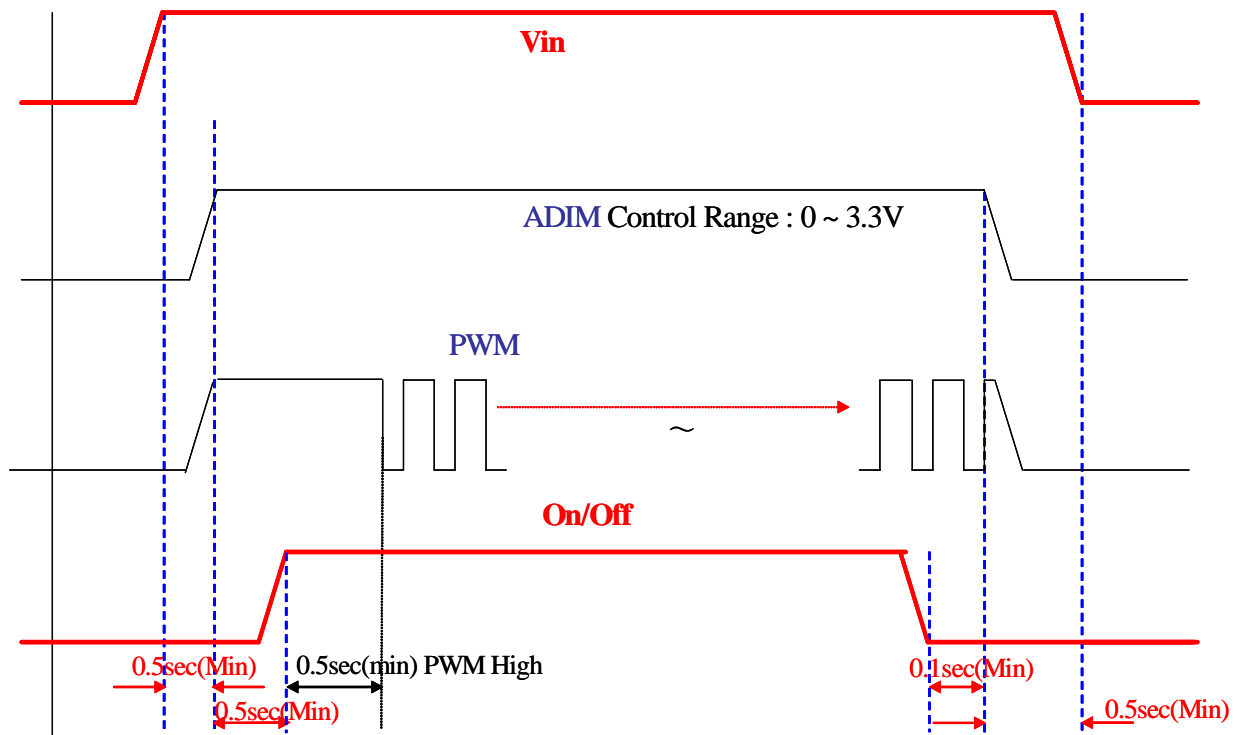 Vin
ADIM Control Range : 0 ~ 3.3V
PWM
~
On/Off
0.5sec(Min)
0.5sec(min) PWM High
0.1sec(Min)
0.5sec(Min)
0.5sec(Min)